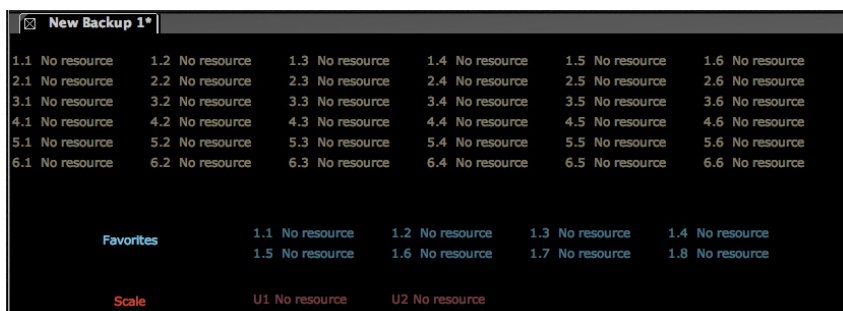 New Backup 1*
1.1 No resource 1.2 No resource 1.3 No resource 1.4 No resource 1.5 No resource 1.6 No resource
2.1 No resource 2.2 No resource 2.3 No resource 2.4 No resource 2.5 No resource 2.6 No resource
3.1 No resource 3.2 No resource 3.3 No resource 3.4 No resource 3.5 No resource 3.6 No resource
4.1 No resource 4.2 No resource 4.3 No resource 4.4 No resource 4.5 No resource 4.6 No resource
5.1 No resource 5.2 No resource 5.3 No resource 5.4 No resource 5.5 No resource 5.6 No resource
6.1 No resource 6.2 No resource 6.3 No resource 6.4 No resource 6.5 No resource 6.6 No resource
Favorites
1.1 No resource 1.2 No resource 1.3 No resource 1.4 No resource
1.5 No resource 1.6 No resource 1.7 No resource 1.8 No resource
Scale U1 No resource U2 No resource